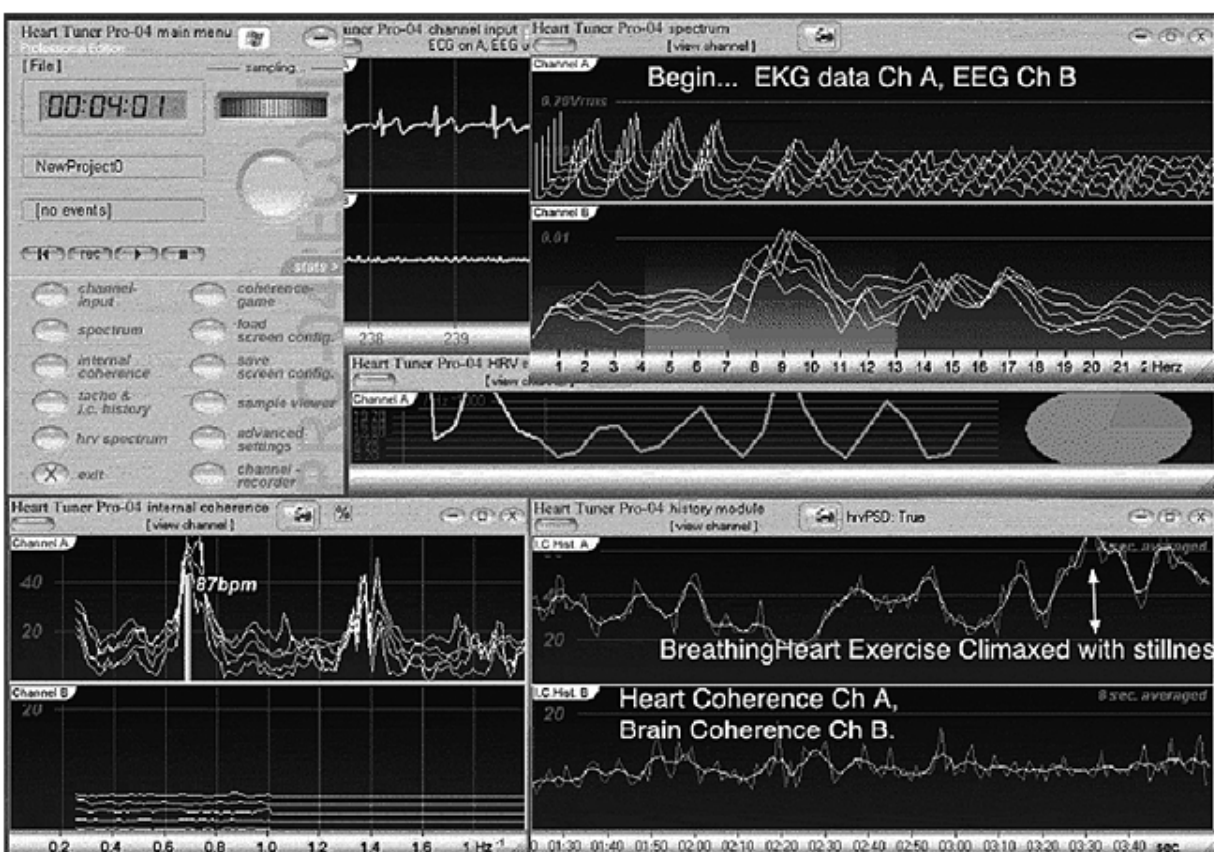 Heart Tuner Pro-04 main menu
Professional Edition
[File]
sampling...
00:04:01
NewProject0
[no events]
rec
stats >
channel-
input
coherence-
game
spectrum
load
screen config.
internal
coherence
save
screen config.
tacho &
i.c. history
sample viewer
hrv spectrum
advanced
settings
exit
channel -
recorder
uner Pro-04 channel input
ECG on A, EEG
238 239
Heart Tuner Pro-04 spectrum
[view channel]
Channel A
Begin... EKG data Ch A, EEG Ch B
0.70Vrms
Channel B
0.01
1 2 3 4 5 6 7 8 9 10 11 12 13 14 15 16 17 18 19 20 21 2 Herz
Heart Tuner Pro-04 HRV
[view channel]
Channel A
Heart Tuner Pro-04 internal coherence
[view channel]
%
Channel A
40
87bpm
20
Channel B
20
0.2 0.4 0.6 0.8 1.0 1.2 1.4 1.6 Hz
Heart Tuner Pro-04 history module
[view channel]
hrvPSD: True
I.C Hist. A
sec. averaged
20
BreathingHeart Exercise Climaxed with stillnes
I.C.Hist. B
Heart Coherence Ch A,
8 sec. averaged
20
Brain Coherence Ch B.
0 01:30 01:40 01:50 02:00 02:10 02:20 02:30 02:40 02:50 03:00 03:10 03:20 03:30 03:40 sec